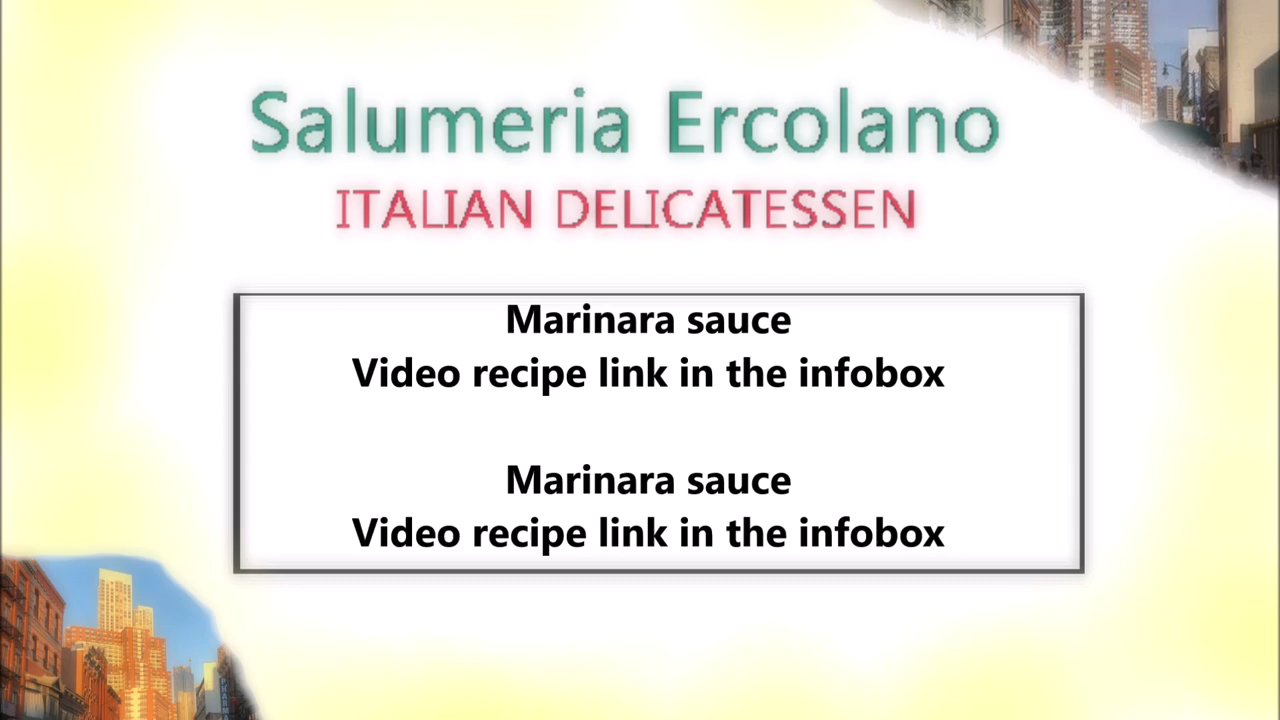 Salumeria Ercolano
ITALIAN DELICATESSEN
Marinara sauce
Video recipe link in the infobox
Marinara sauce
Video recipe link in the infobox